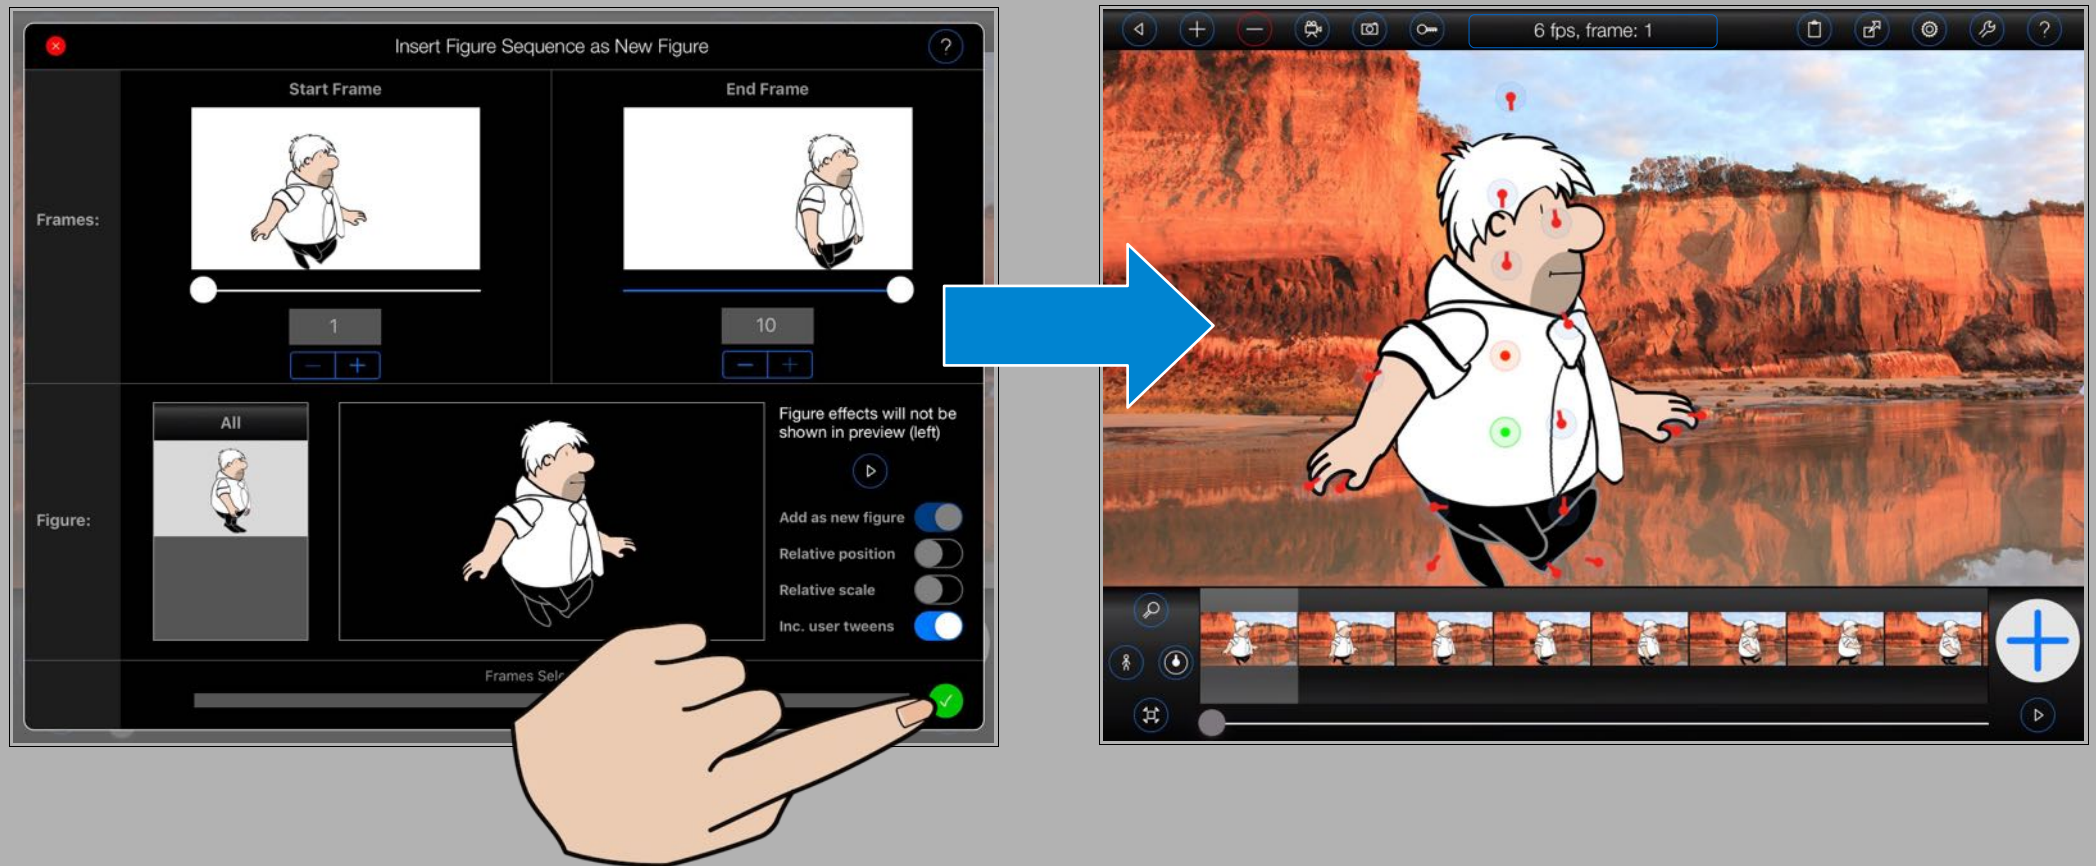 Insert Figure Sequence as New Figure
?
Start Frame
End Frame
Frames:
1
10
All
Figure effects will not be
shown in preview (left)
Figure:
Add as new figure
Relative position
Relative scale
Inc. user tweens
Frames
6 fps, frame: 1
?